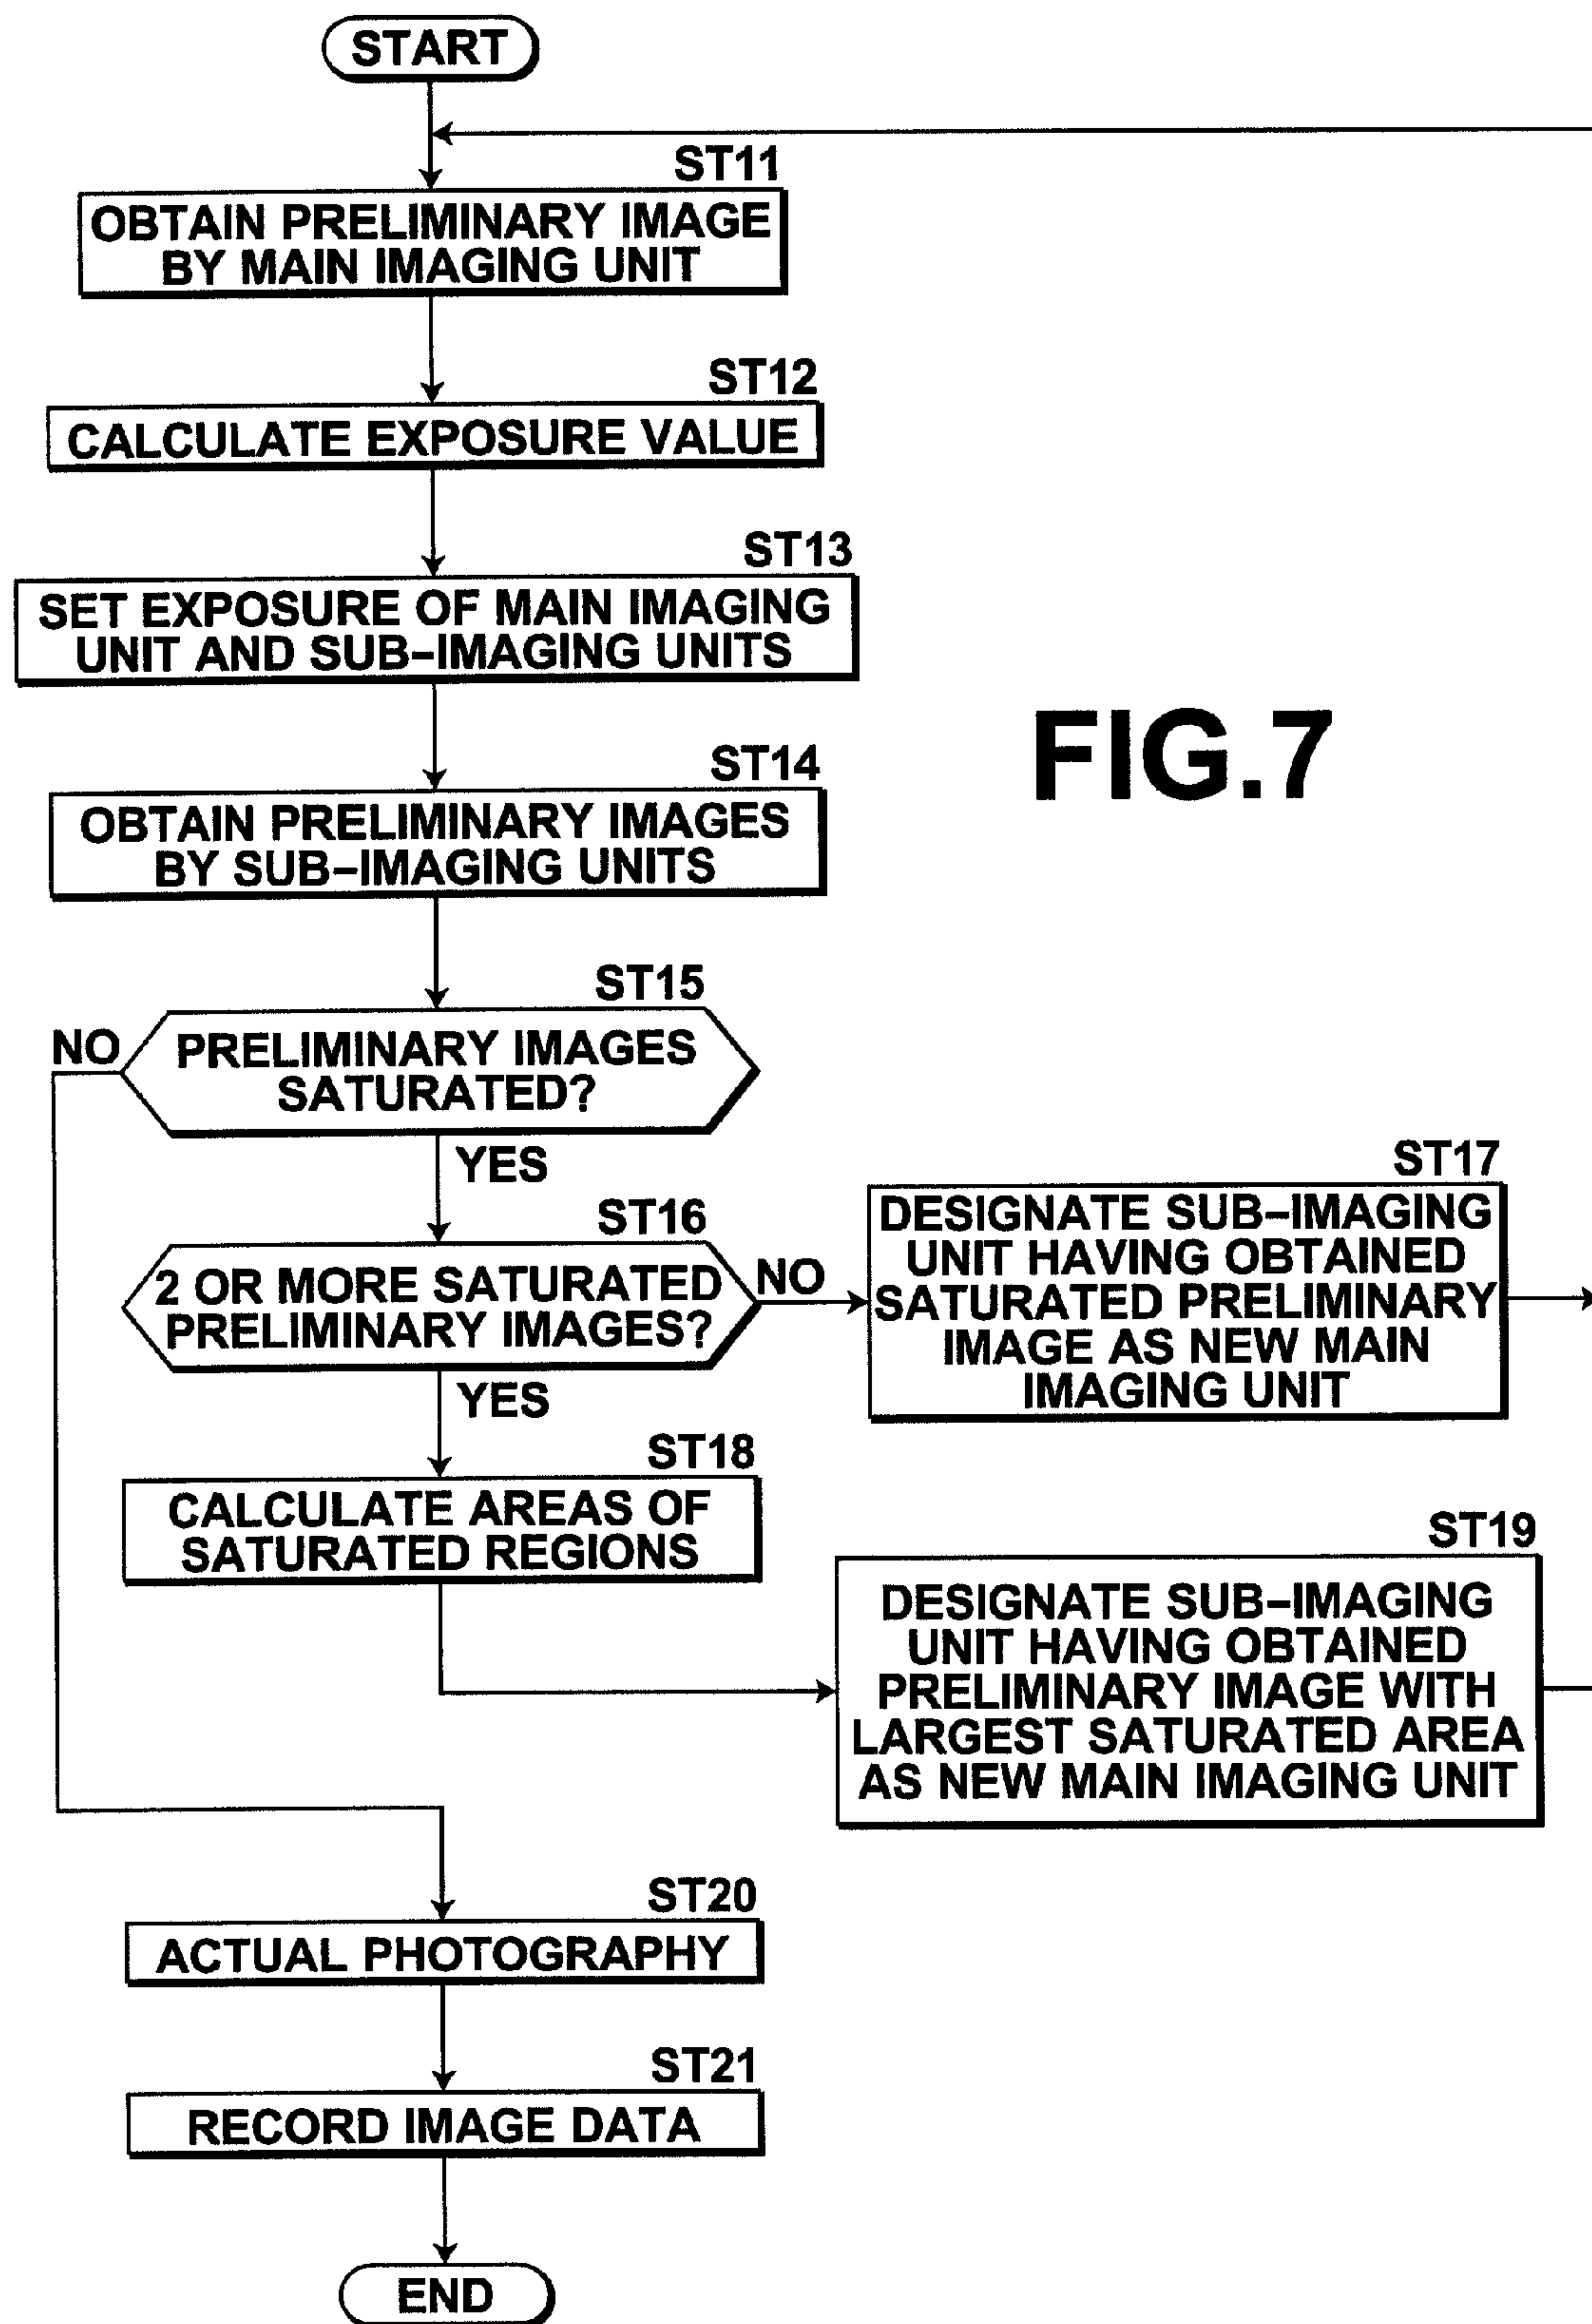 START
ST11
OBTAIN PRELIMINARY IMAGE
BY MAIN IMAGING UNIT
ST12
CALCULATE EXPOSURE VALUE
ST13
SET EXPOSURE OF MAIN IMAGING
UNIT AND SUB-IMAGING UNITS
FIG.7
ST14
OBTAIN PRELIMINARY IMAGES
BY SUB-IMAGING UNITS
ST15
NO
PRELIMINARY IMAGES
SATURATED?
YES
ST16
2 OR MORE SATURATED
PRELIMINARY IMAGES?
NO
ST17
DESIGNATE SUB-IMAGING
UNIT HAVING OBTAINED
SATURATED PRELIMINARY
IMAGE AS NEW MAIN
IMAGING UNIT
YES
ST18
CALCULATE AREAS OF
SATURATED REGIONS
ST19
DESIGNATE SUB-IMAGING
UNIT HAVING OBTAINED
PRELIMINARY IMAGE WITH
LARGEST SATURATED AREA
AS NEW MAIN IMAGING UNIT
ST20
ACTUAL PHOTOGRAPHY
ST21
RECORD IMAGE DATA
END